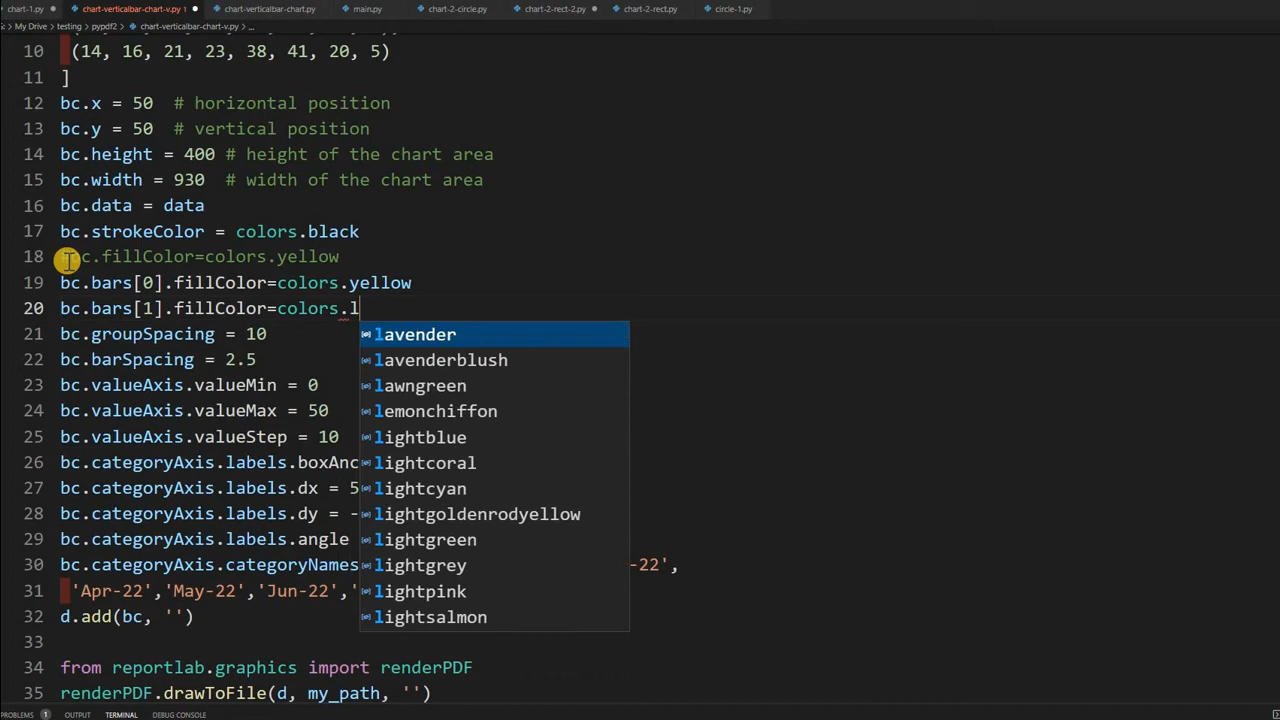 chart-1.py chart-verticalbar-chart-v.py 1 chart-verticalbar-chart.py main.py chart-2-circle.py chart-2-rect-2.py chart-2-rect.py circle-1.py
My Drive > testing > pypdf2 > chart-verticalbar-chart-v.py > ...
10 (14, 16, 21, 23, 38, 41, 20, 5)
11 ]
12 bc.x = 50 # horizontal position
13 bc.y = 50 # vertical position
14 bc.height = 400 # height of the chart area
15 bc.width = 930 # width of the chart area
16 bc.data = data
17 bc.strokeColor = colors.black
18 c.fillColor=colors.yellow
19 bc.bars[0].fillColor=colors.yellow
20 bc.bars[1].fillColor=colors.l
21 bc.groupSpacing = 10
lavender
22 bc.barSpacing = 2.5
lavenderblush
23 bc.valueAxis.valueMin = 0
lawngreen
24 bc.valueAxis.valueMax = 50
lemonchiffon
25 bc.valueAxis.valueStep = 10
lightblue
26 bc.categoryAxis.labels.boxAnc
lightcoral
27 bc.categoryAxis.labels.dx = 5
lightcyan
28 bc.categoryAxis.labels.dy = -
lightgoldenrodyellow
29 bc.categoryAxis.labels.angle
lightgreen
30 bc.categoryAxis.categoryNames
lightgrey
-22',
31 'Apr-22','May-22','Jun-22','
lightpink
32 d.add(bc, '')
lightsalmon
33
34 from reportlab.graphics import renderPDF
35 renderPDF.drawToFile(d, my_path, '')
PROBLEMS 1 OUTPUT TERMINAL DEBUG CONSOLE